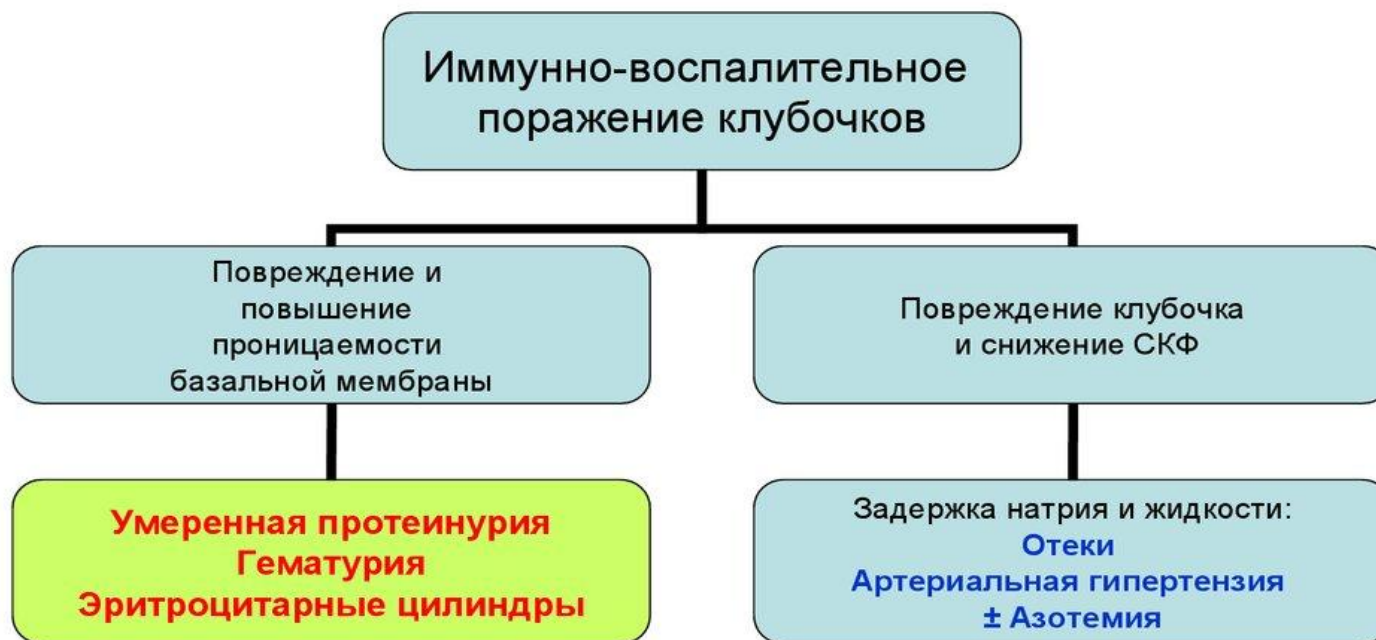 Иммунно-воспалительное
поражение клубочков
Повреждение и
повышение
проницаемости
базальной мембраны
Повреждение клубочка
и снижение СКФ
Умеренная протеинурия
Гематурия
Эритроцитарные цилиндры
Задержка натрия и жидкости:
Отеки
Артериальная гипертензия
± Азотемия